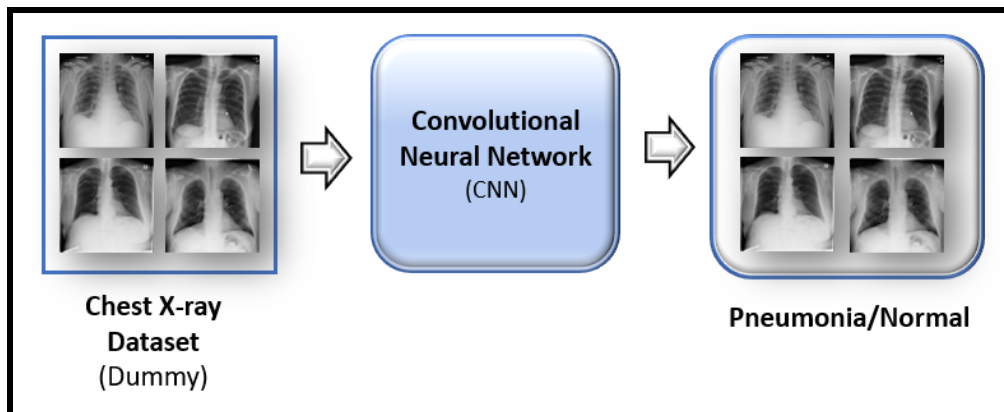 Chest X-ray
Dataset
(Dummy)
Convolutional
Neural Network
(CNN)
Pneumonia/Normal